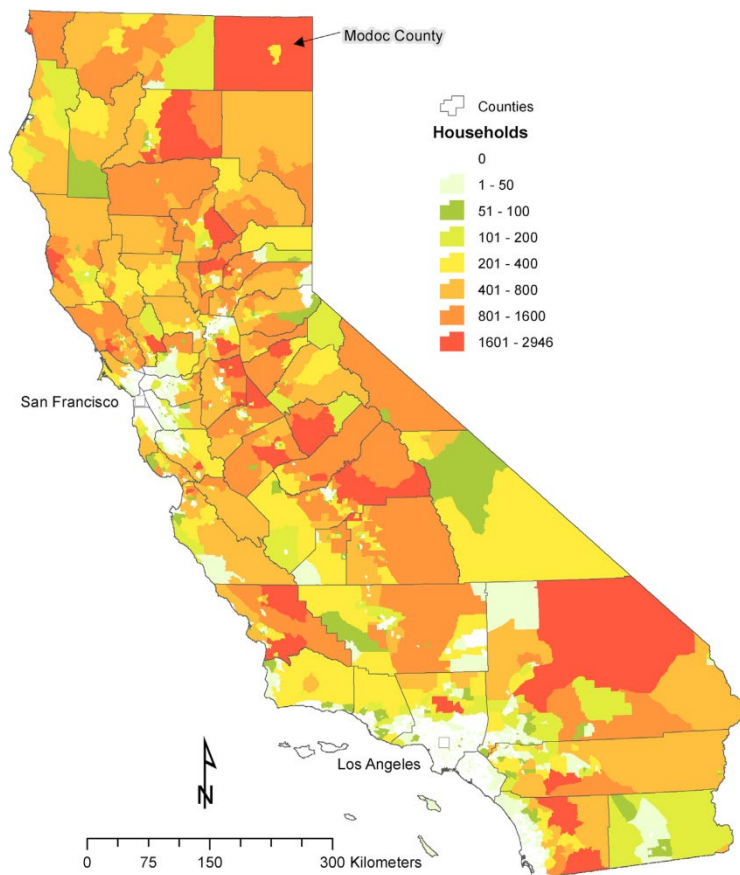 Modoc County
Counties
Households
0
1 - 50
51 - 100
101 - 200
201 - 400
401 - 800
801 - 1600
1601 - 2946
San Francisco
Los Angeles
N
0 75 150 300 Kilometers